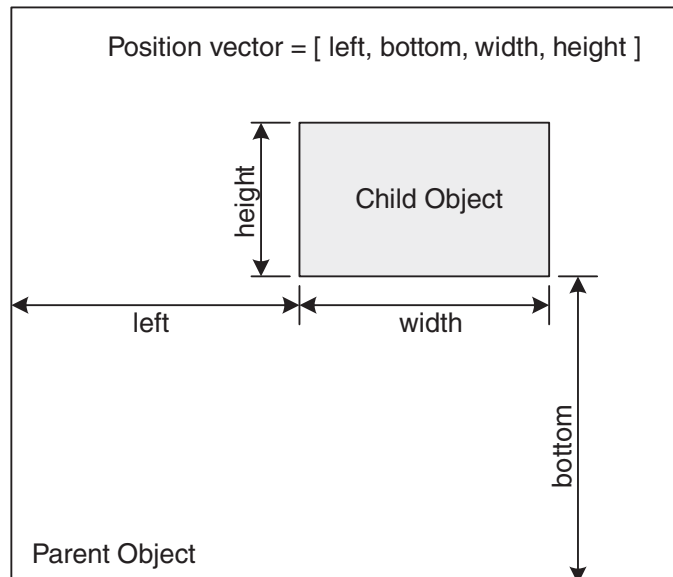 Position vector = [ left, bottom, width, height ]
height
Child Object
left
width
bottom
Parent Object